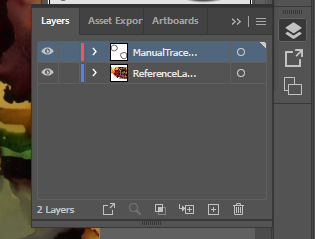 Layers Asset Expor Artboards
ManualTrace...
ReferenceLa...
2 Layers